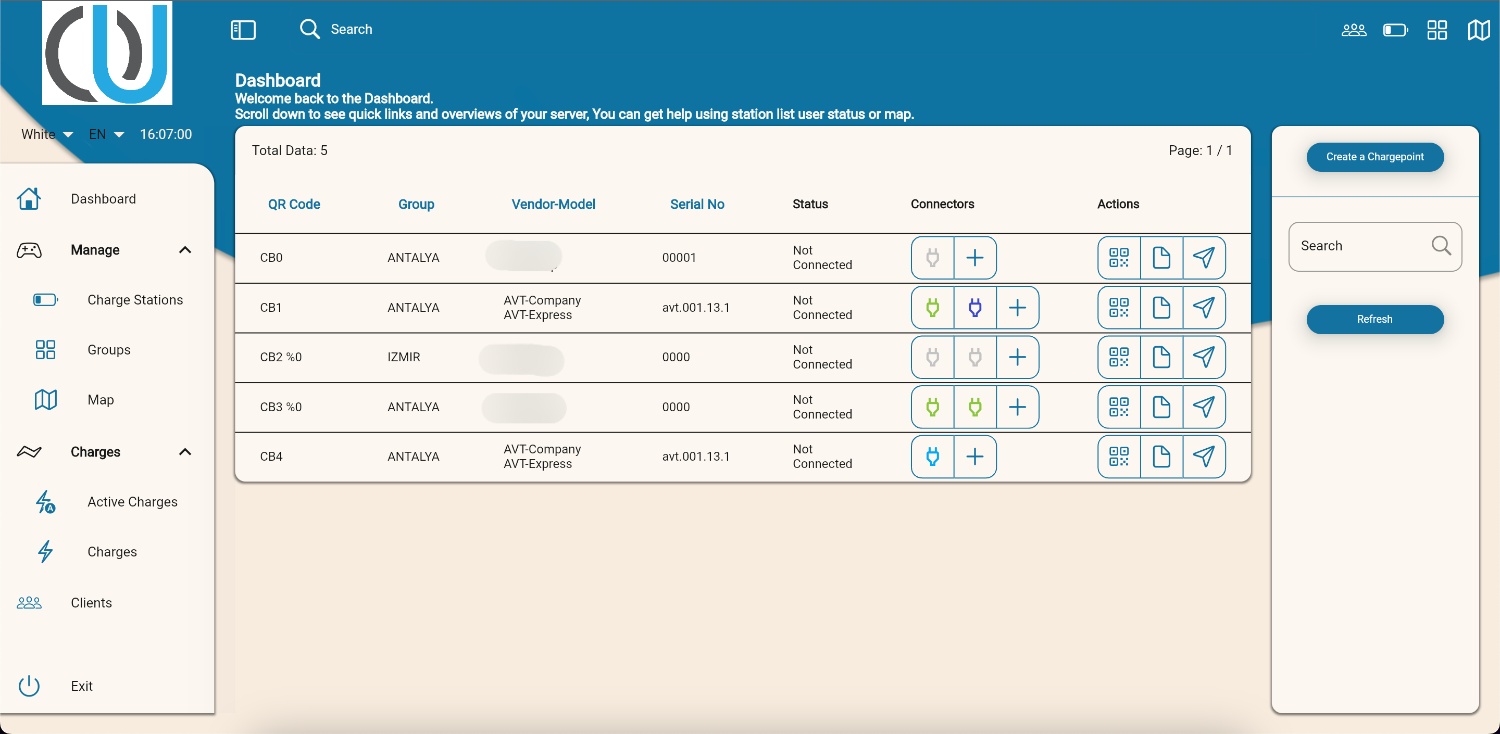 Search
Dashboard
Welcome back to the Dashboard.
Scroll down to see quick links and overviews of your server, You can get help using station list user status or map.
White EN 16:07:00
Dashboard
Manage
Charge Stations
Groups
Map
Charges
Active Charges
Charges
Clients
Exit
Total Data: 5 Page: 1 / 1
QR Code Group Vendor-Model Serial No Status Connectors Actions
CB0 ANTALYA 00001 Not
Connected
CB1 ANTALYA AVT-Company avt.001.13.1 Not
AVT-Express Connected
CB2 %0 IZMIR 0000 Not
Connected
CB3 %0 ANTALYA 0000 Not
Connected
CB4 ANTALYA AVT-Company avt.001.13.1 Not
AVT-Express Connected
Create a Chargepoint
Search
Refresh